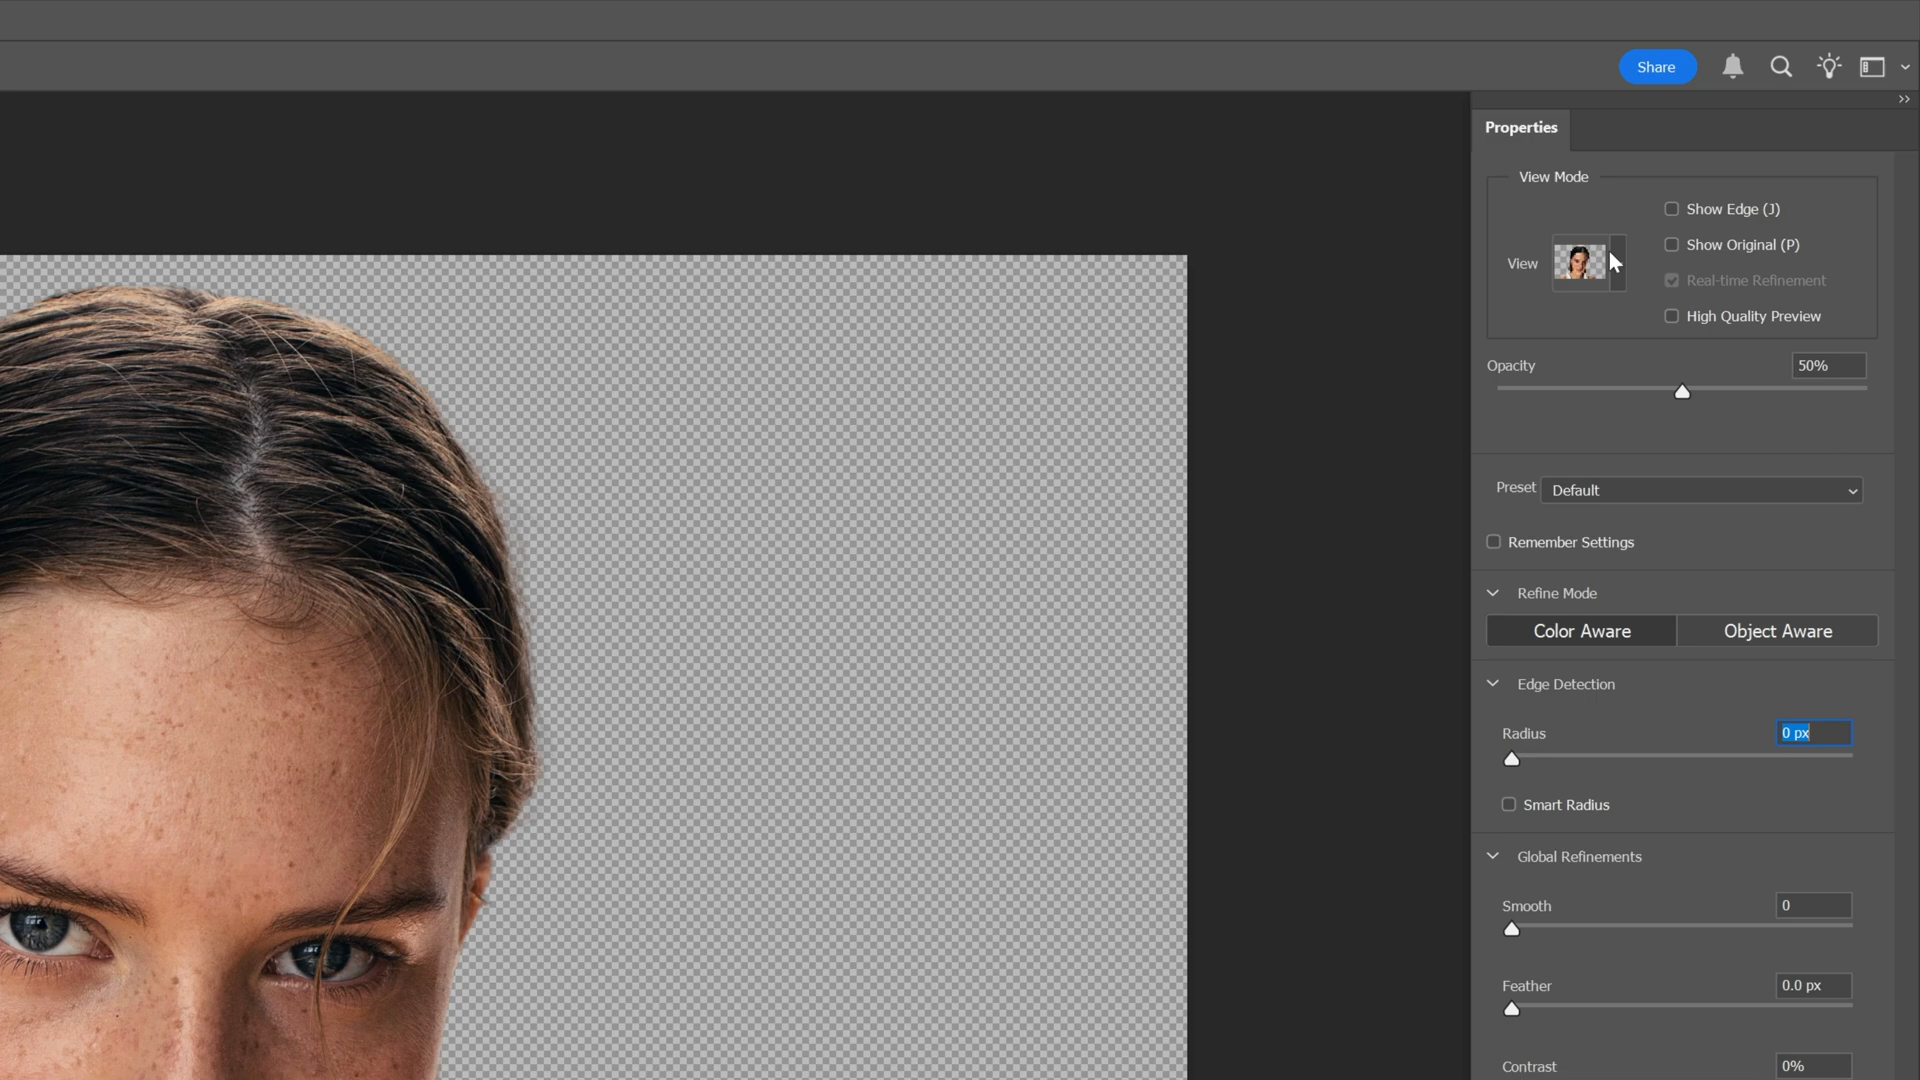 Share
Properties
View Mode
Show Edge (J)
Show Original (P)
View
Real-time Refinement
High Quality Preview
Opacity
50%
Preset
Default
Remember Settings
Refine Mode
Color Aware
Object Aware
Edge Detection
Radius
0 px
Smart Radius
Global Refinements
Smooth
0
Feather
0.0 px
Contrast
0%